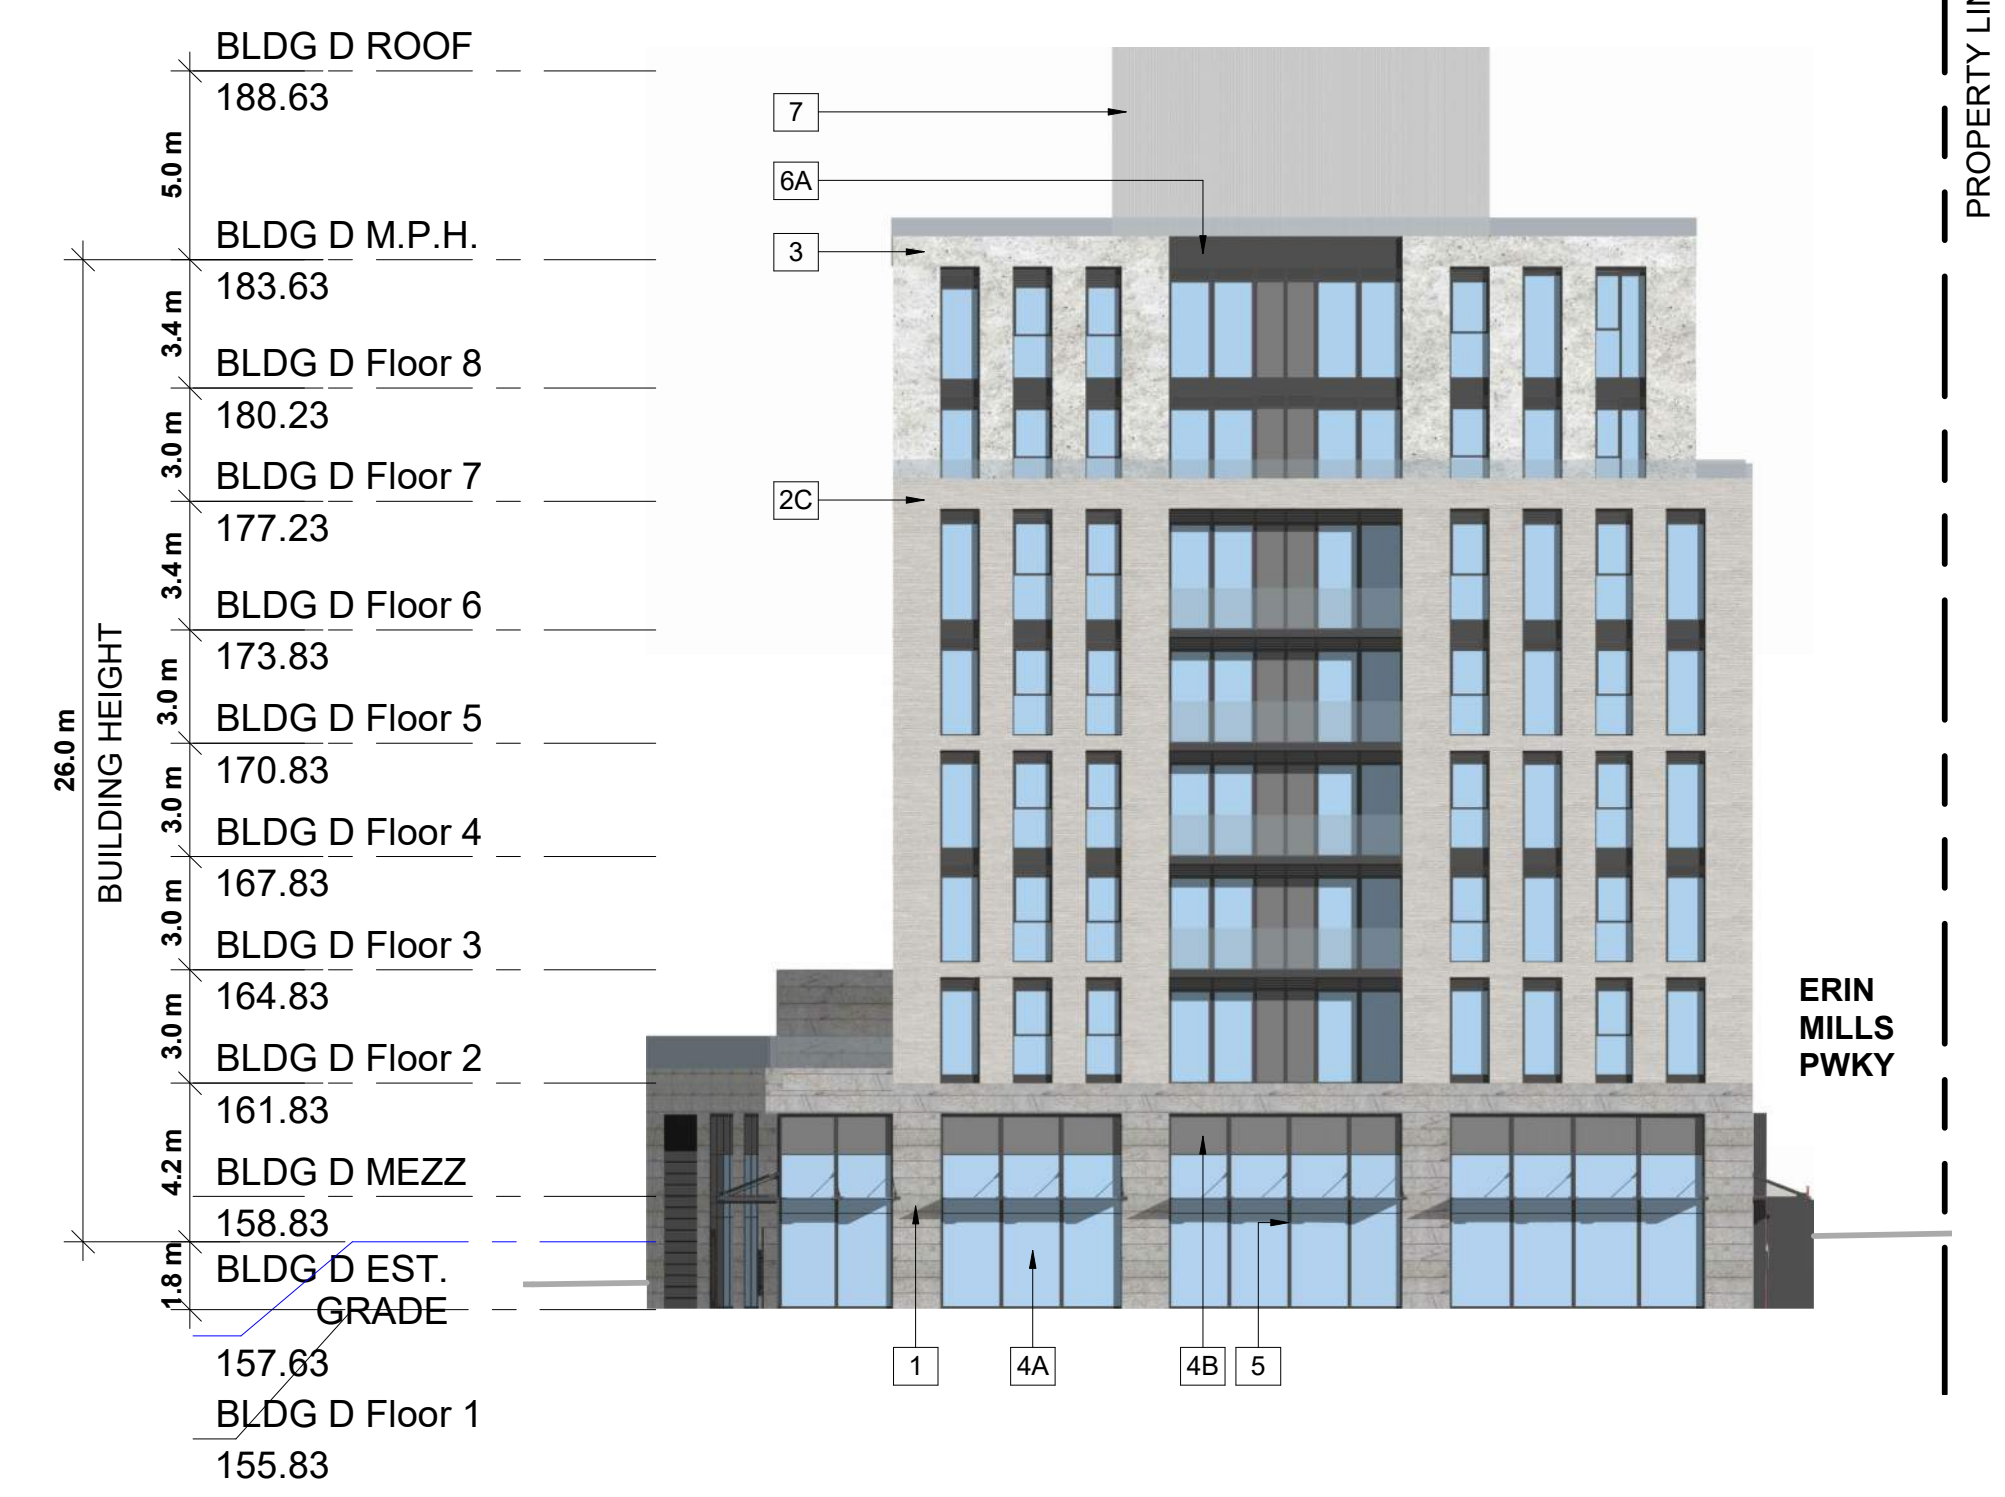 BLDG D ROOF
188.63
5.0 m
BLDG D M.P.H.
183.63
3.4 m
BLDG D Floor 8
180.23
3.0 m
BLDG D Floor 7
177.23
3.4 m
BLDG D Floor 6
173.83
3.0 m
BLDG D Floor 5
170.83
3.0 m
BLDG D Floor 4
167.83
3.0 m
BLDG D Floor 3
164.83
3.0 m
BLDG D Floor 2
161.83
4.2 m
BLDG D MEZZ
158.83
1.8 m
BLDG D EST.
GRADE
157.63
BLDG D Floor 1
155.83
26.0 m
BUILDING HEIGHT
7
6A
3
2C
1
4A
4B
5
ERIN
MILLS
PWKY
PROPERTY